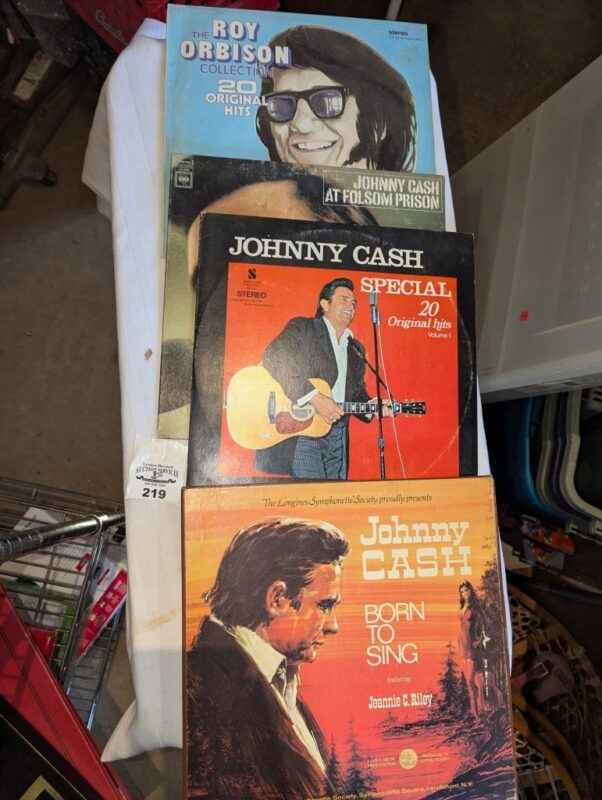 THE
ROY
ORBISON
COLLECTION
20
ORIGINAL
HITS
stereo
JOHNNY CASH
AT FOLSOM PRISON
JOHNNY CASH
S
STEREO
SPECIAL
20
Original hits
Volume 1
219
The Longines Symphonette Society proudly presents
Johnny
CASH
BORN
TO
SING
featuring
Jeannie C. Riley